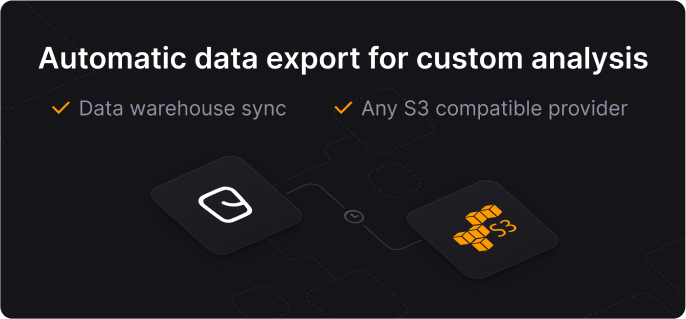 Automatic data export for custom analysis
Data warehouse sync
Any S3 compatible provider
S3